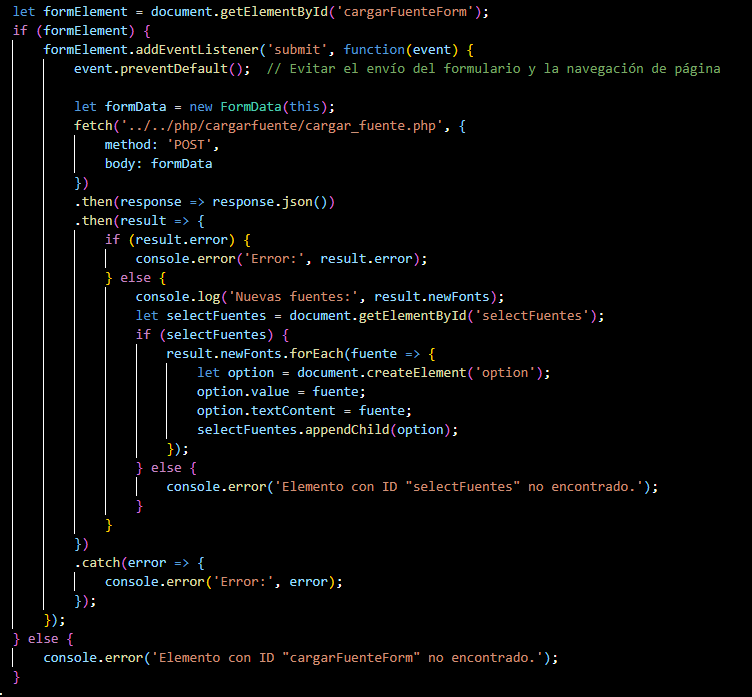 let formElement = document.getElementById('cargarFuenteForm');
if (formElement) {
    formElement.addEventListener('submit', function(event) {
        event.preventDefault();  // Evitar el envío del formulario y la navegación de página

        let formData = new FormData(this);
        fetch('../../php/cargarfuente/cargar_fuente.php', {
            method: 'POST',
            body: formData
        })
        .then(response => response.json())
        .then(result => {
            if (result.error) {
                console.error('Error:', result.error);
            } else {
                console.log('Nuevas fuentes:', result.newFonts);
                let selectFuentes = document.getElementById('selectFuentes');
                if (selectFuentes) {
                    result.newFonts.forEach(fuente => {
                        let option = document.createElement('option');
                        option.value = fuente;
                        option.textContent = fuente;
                        selectFuentes.appendChild(option);
                    });
                } else {
                    console.error('Elemento con ID "selectFuentes" no encontrado.');
                }
            }
        })
        .catch(error => {
            console.error('Error:', error);
        });
    });
} else {
    console.error('Elemento con ID "cargarFuenteForm" no encontrado.');
}